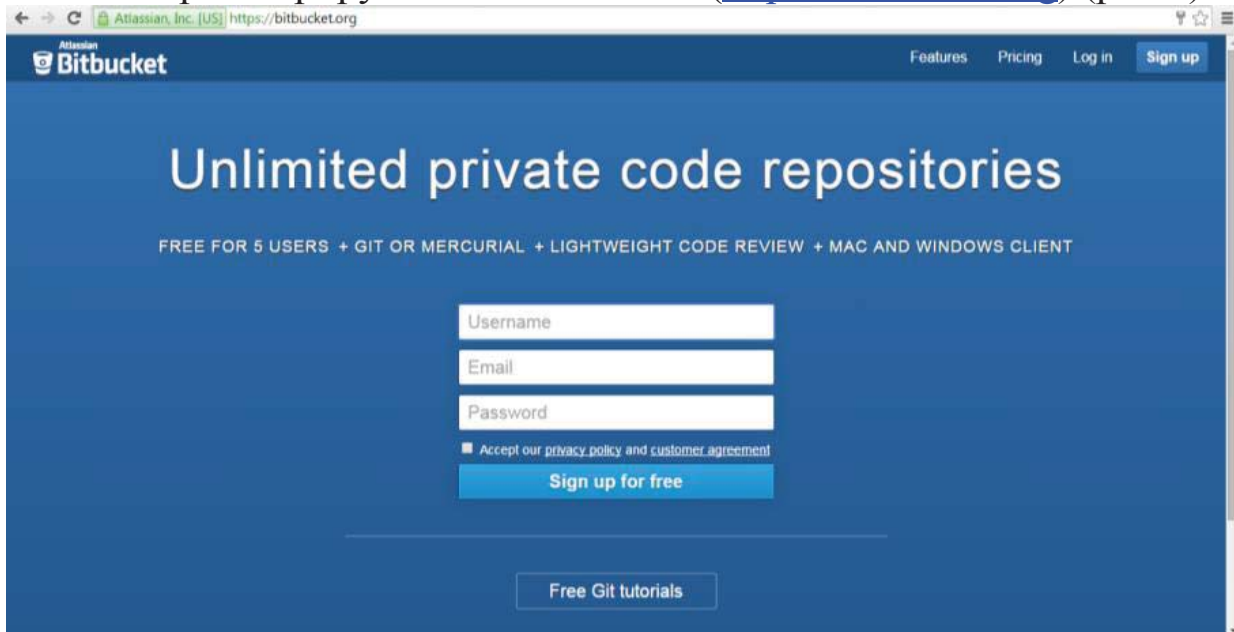 Atlassian, Inc. [US] https://bitbucket.org
Atlassian
Bitbucket
Features Pricing Log in Sign up
Unlimited private code repositories
FREE FOR 5 USERS + GIT OR MERCURIAL + LIGHTWEIGHT CODE REVIEW + MAC AND WINDOWS CLIENT
Username
Email
Password
Accept our privacy policy and customer agreement
Sign up for free
Free Git tutorials